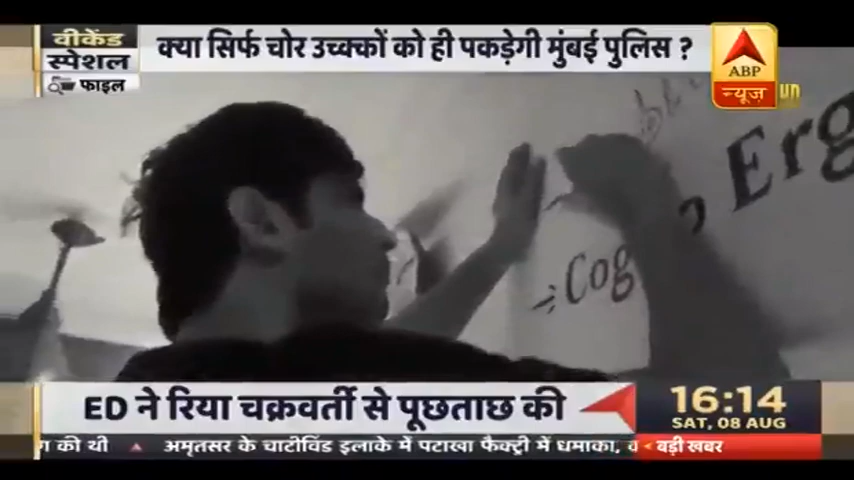 वीकेंड
स्पेशल
फाइल
क्या सिर्फ चोर उच्चकों को ही पकड़ेगी मुंबई पुलिस ?
ABP
न्यूज़
HD
Erg
Cog
ED ने रिया चक्रवर्ती से पूछताछ की
16:14
SAT, 08 AUG
की थी
अमृतसर के चाटीविंड इलाके में पटाखा फैक्ट्री में धमाका,
बड़ी खबर